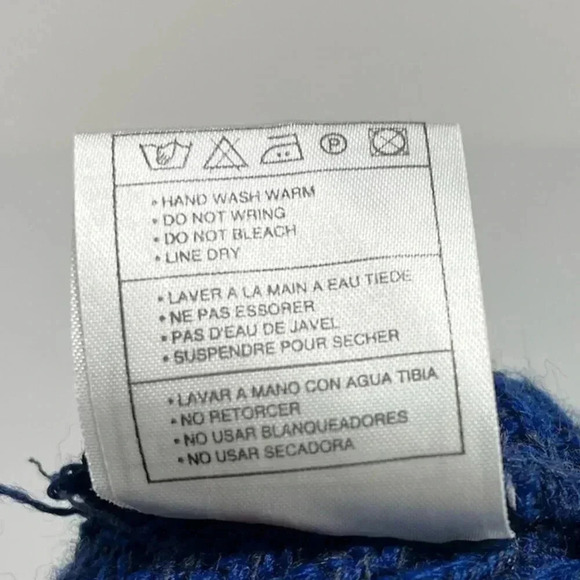 P
• HAND WASH WARM
• DO NOT WRING
• DO NOT BLEACH
• LINE DRY
• LAVER A LA MAIN A EAU TIEDE
• NE PAS ESSORER
• PAS D'EAU DE JAVEL
• SUSPENDRE POUR SECHER
• LAVAR A MANO CON AGUA TIBIA
• NO RETORCER
• NO USAR BLANQUEADORES
• NO USAR SECADORA